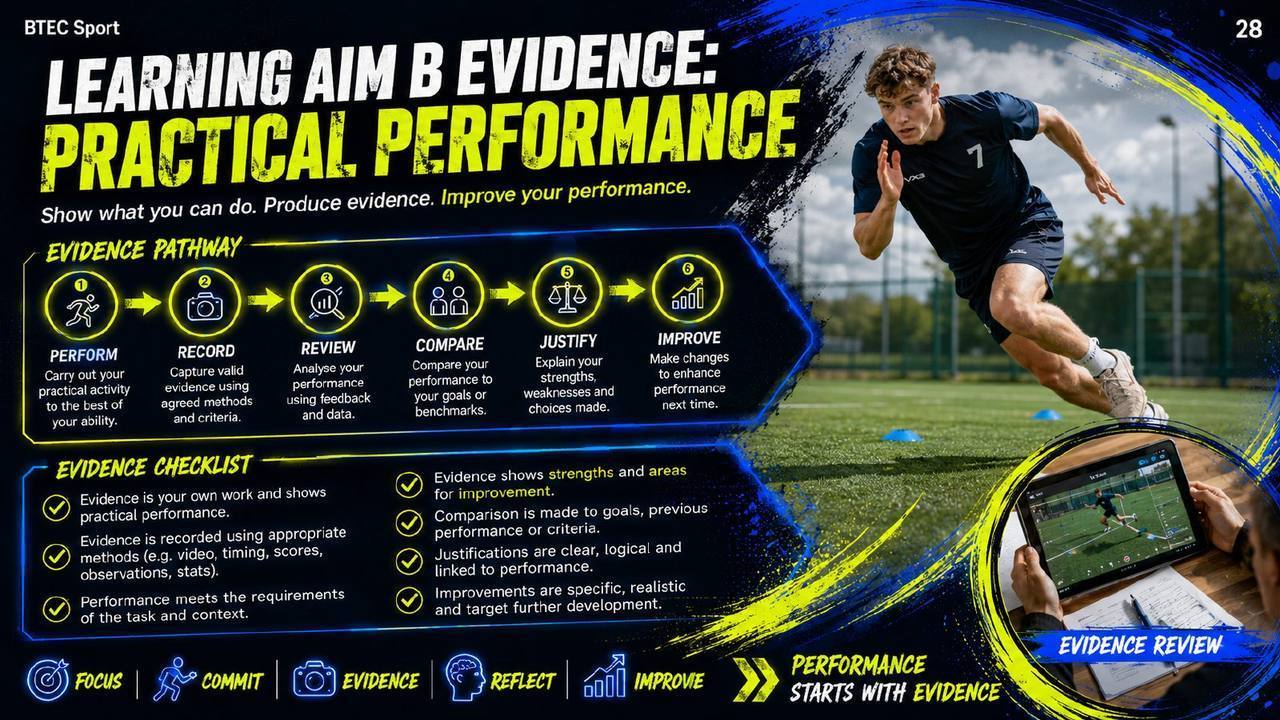 BTEC Sport
28
LEARNING AIM B EVIDENCE:
PRACTICAL PERFORMANCE
Show what you can do. Produce evidence. Improve your performance.
EVIDENCE PATHWAY
1
PERFORM
Carry out your
practical activity
to the best of
your ability.
2
RECORD
Capture valid
evidence using
agreed methods
and criteria.
3
REVIEW
Analyse your
performance
using feedback
and data.
4
COMPARE
Compare your
performance to
your goals or
benchmarks.
5
JUSTIFY
Explain your
strengths,
weaknesses and
choices made.
6
IMPROVE
Make changes
to enhance
performance
next time.
7
EVIDENCE CHECKLIST
Evidence is your own work and shows
practical performance.
Evidence is recorded using appropriate
methods (e.g. video, timing, scores,
observations, stats).
Performance meets the requirements
of the task and context.
Evidence shows strengths and areas
for improvement.
Comparison is made to goals, previous
performance or criteria.
Justifications are clear, logical and
linked to performance.
Improvements are specific, realistic
and target further development.
EVIDENCE REVIEW
FOCUS
COMMIT
EVIDENCE
REFLECT
IMPROVE
PERFORMANCE
STARTS WITH EVIDENCE